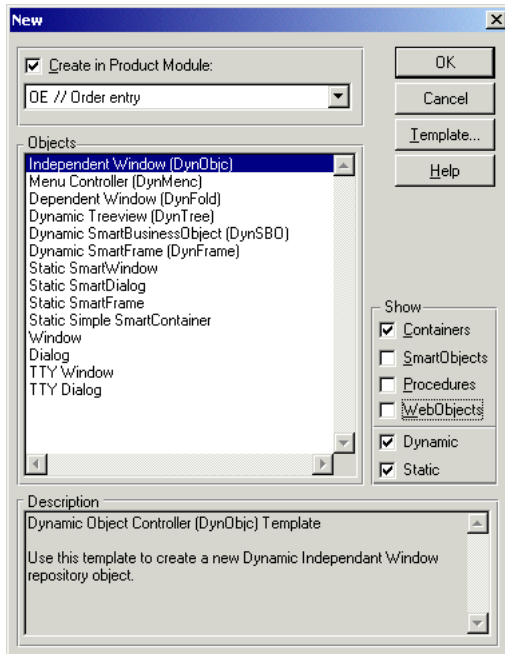 New
Create in Product Module:
OE // Order entry
OK
Cancel
Template...
Help
Objects
Independent Window (DynObjc)
Menu Controller (DynMenc)
Dependent Window (DynFold)
Dynamic Treeview (DynTree)
Dynamic SmartBusinessObject (DynSBO)
Dynamic SmartFrame (DynFrame)
Static SmartWindow
Static SmartDialog
Static SmartFrame
Static Simple SmartContainer
Window
Dialog
TTY Window
TTY Dialog
Show
Containers
SmartObjects
Procedures
WebObjects
Dynamic
Static
Description
Dynamic Object Controller (DynObjc) Template
Use this template to create a new Dynamic Independant Window
repository object.